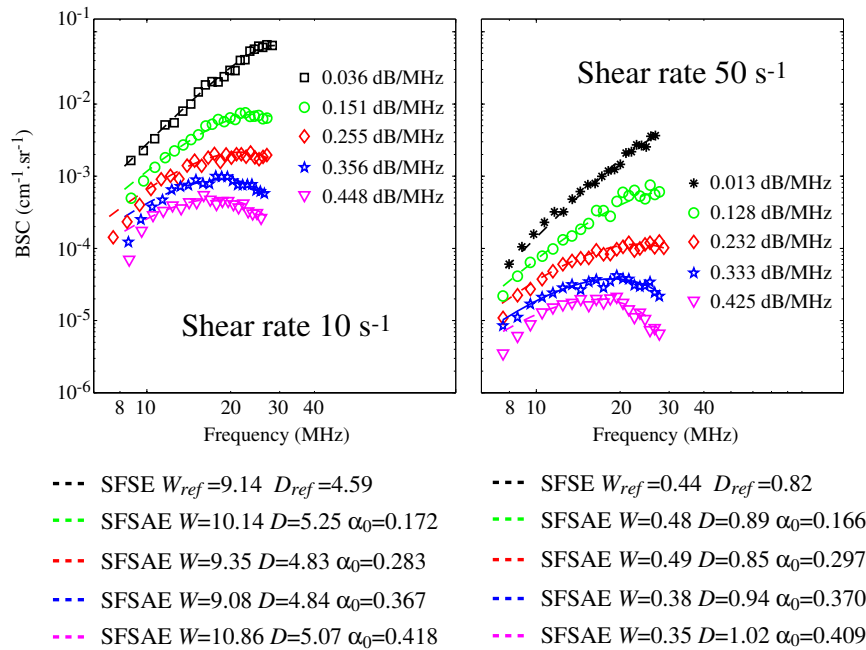 10⁻¹
10⁻²
10⁻³
10⁻⁴
10⁻⁵
10⁻⁶
BSC (cm⁻¹.sr⁻¹)
0.036 dB/MHz
0.151 dB/MHz
0.255 dB/MHz
0.356 dB/MHz
0.448 dB/MHz
Shear rate 10 s⁻¹
8 10 20 30 40
Frequency (MHz)
Shear rate 50 s⁻¹
0.013 dB/MHz
0.128 dB/MHz
0.232 dB/MHz
0.333 dB/MHz
0.425 dB/MHz
8 10 20 30 40
Frequency (MHz)
SFSE W_ref=9.14 D_ref=4.59
SFSAE W=10.14 D=5.25 α₀=0.172
SFSAE W=9.35 D=4.83 α₀=0.283
SFSAE W=9.08 D=4.84 α₀=0.367
SFSAE W=10.86 D=5.07 α₀=0.418
SFSE W_ref=0.44 D_ref=0.82
SFSAE W=0.48 D=0.89 α₀=0.166
SFSAE W=0.49 D=0.85 α₀=0.297
SFSAE W=0.38 D=0.94 α₀=0.370
SFSAE W=0.35 D=1.02 α₀=0.409